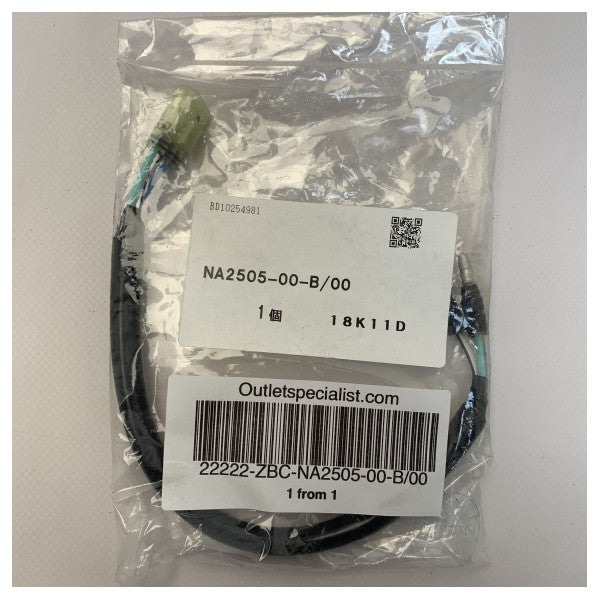 BD10254981
NA2505-00-B/00
1個 18K11D
Outletspecialist.com
22222-ZBC-NA2505-00-B/00
1 from 1